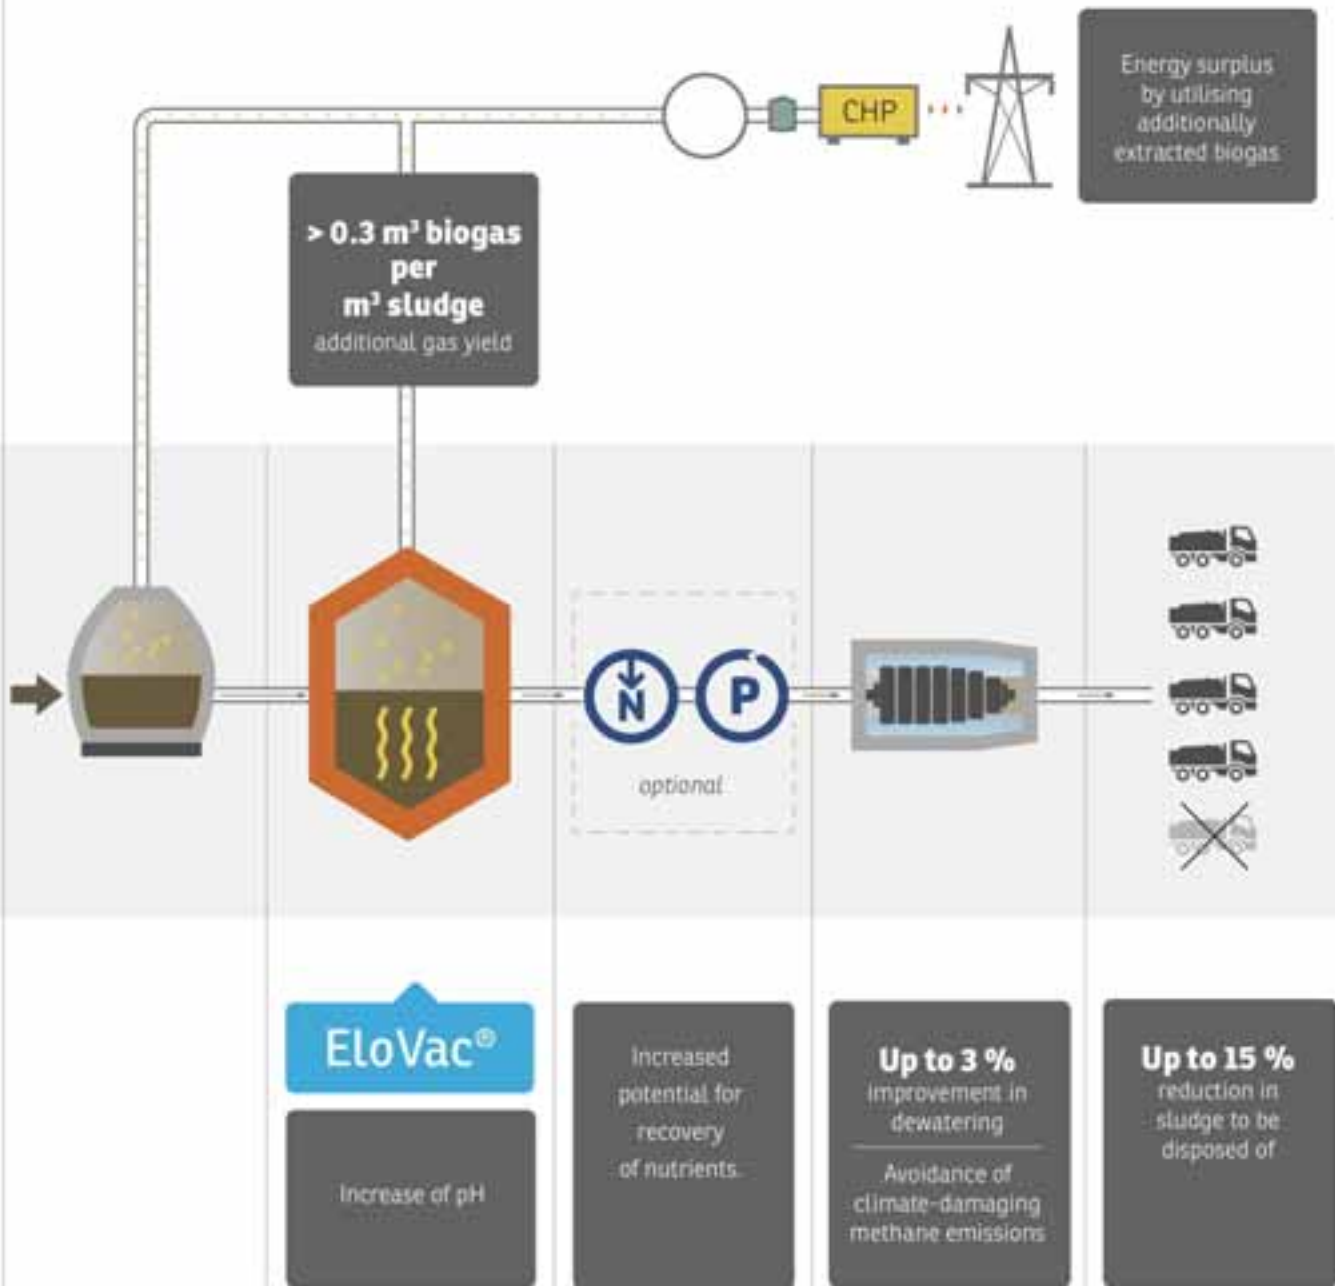 CHP
Energy surplus
by utilising
additionally
extracted biogas
> 0.3 m³ biogas
per
m³ sludge
additional gas yield
N
P
optional
EloVac®
Increase of pH
Increased
potential for
recovery
of nutrients.
Up to 3 %
improvement in
dewatering
Avoidance of
climate-damaging
methane emissions
Up to 15 %
reduction in
sludge to be
disposed of